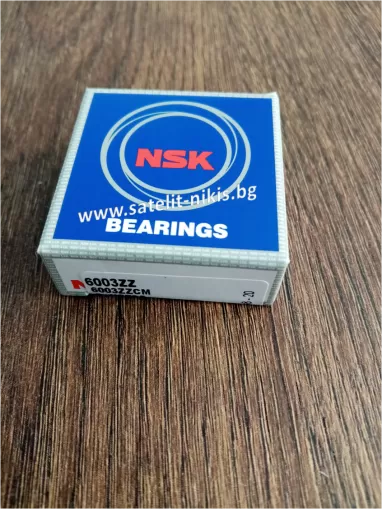 NSK
www.satelit-nikis.bg
BEARINGS
6003ZZ
6003ZZCM